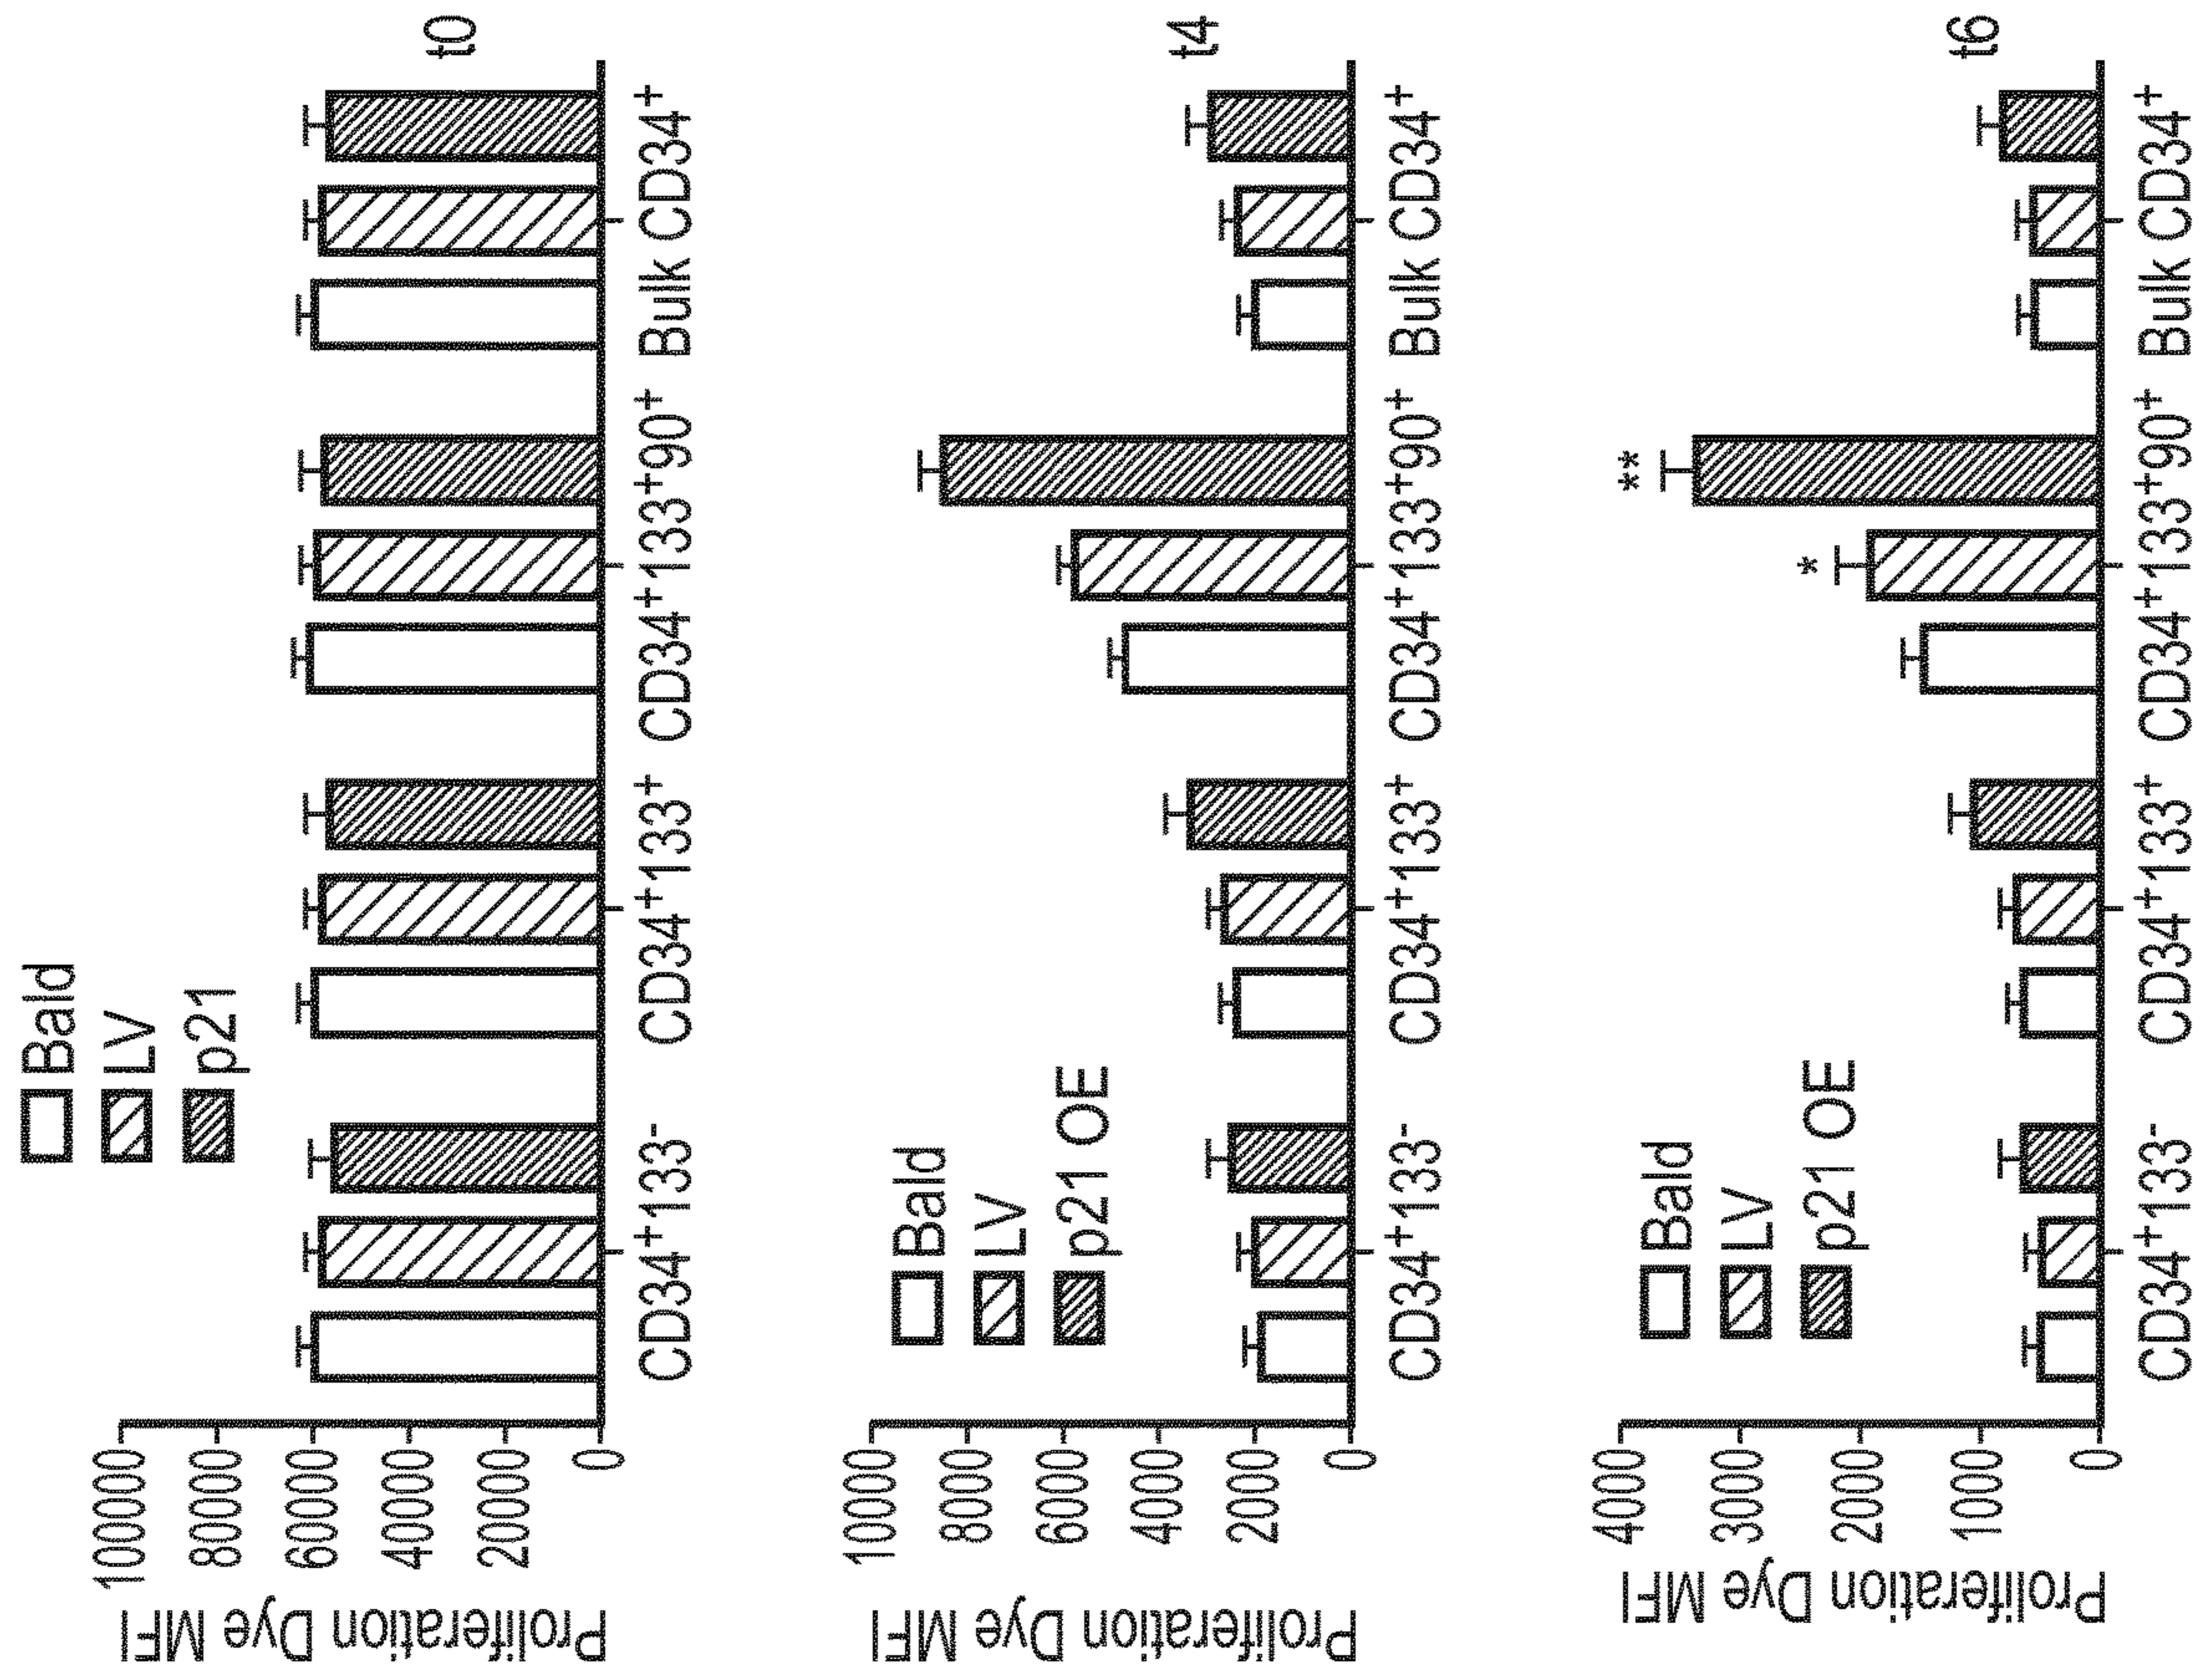 Bald
LV
p21
t0
Proliferation Dye MFI
100000
80000
60000
40000
20000
0
CD34⁺133⁻ CD34⁺133⁺ CD34⁺133⁺90⁺ Bulk CD34⁺
Bald
LV
p21 OE
t4
Proliferation Dye MFI
10000
8000
6000
4000
2000
0
CD34⁺133⁻ CD34⁺133⁺ CD34⁺133⁺90⁺ Bulk CD34⁺
Bald
LV
p21 OE
t6
Proliferation Dye MFI
4000
3000
2000
1000
0
*
**
CD34⁺133⁻ CD34⁺133⁺ CD34⁺133⁺90⁺ Bulk CD34⁺